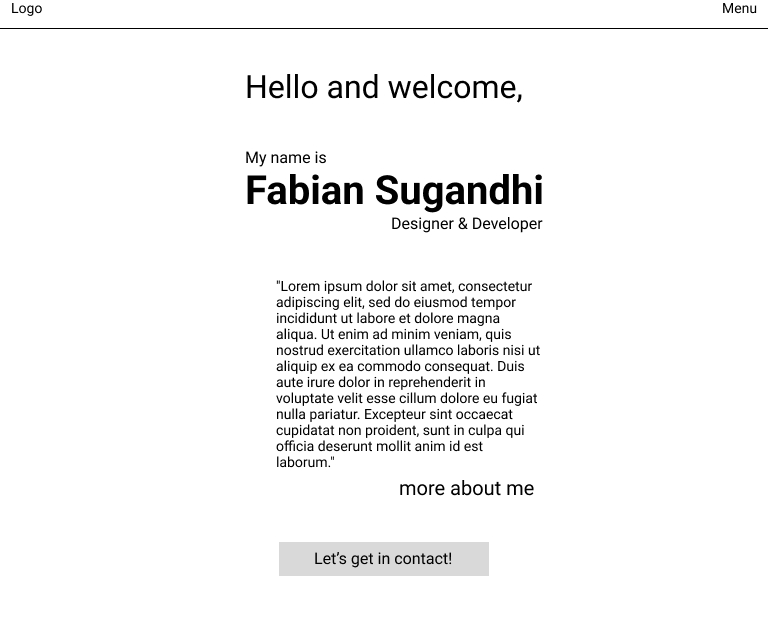 Logo
Menu
Hello and welcome,
My name is
Fabian Sugandhi
Designer & Developer
"Lorem ipsum dolor sit amet, consectetur
adipiscing elit, sed do eiusmod tempor
incididunt ut labore et dolore magna
aliqua. Ut enim ad minim veniam, quis
nostrud exercitation ullamco laboris nisi ut
aliquip ex ea commodo consequat. Duis
aute irure dolor in reprehenderit in
voluptate velit esse cillum dolore eu fugiat
nulla pariatur. Excepteur sint occaecat
cupidatat non proident, sunt in culpa qui
officia deserunt mollit anim id est
laborum."
more about me
Let’s get in contact!